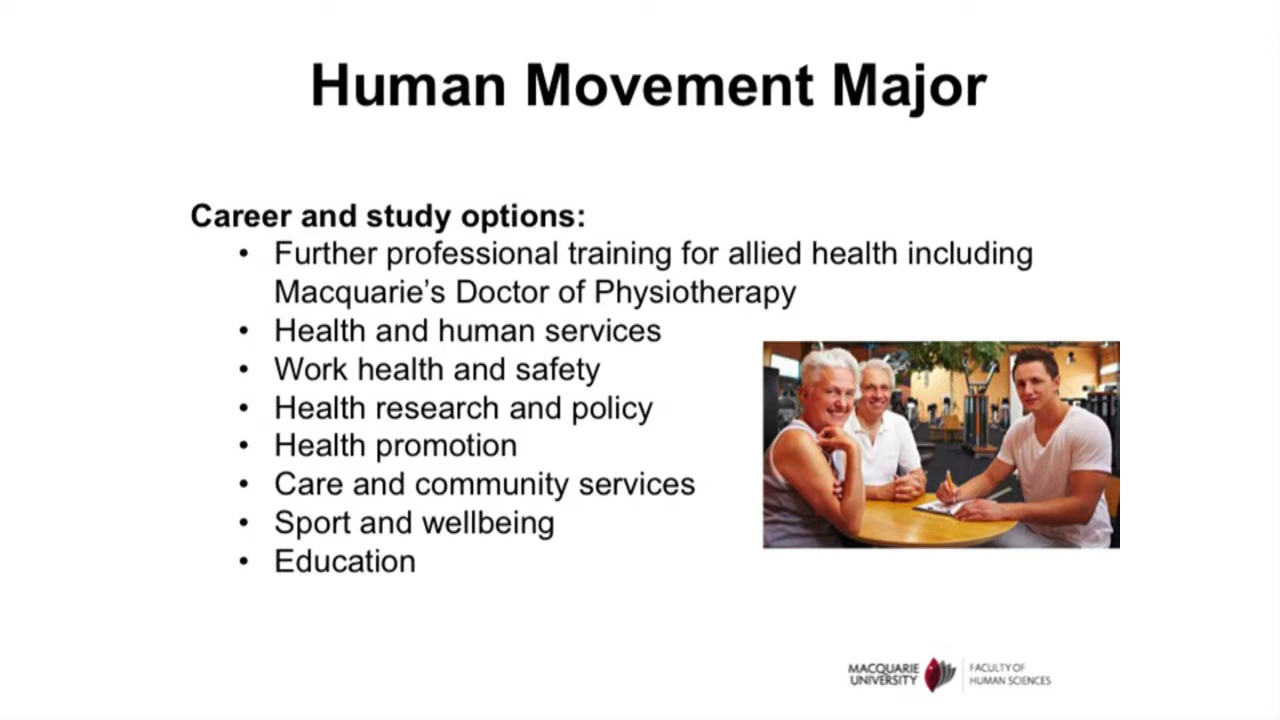 Human Movement Major
Career and study options:
• Further professional training for allied health including
Macquarie’s Doctor of Physiotherapy
• Health and human services
• Work health and safety
• Health research and policy
• Health promotion
• Care and community services
• Sport and wellbeing
• Education
MACQUARIE
UNIVERSITY
FACULTY OF
HUMAN SCIENCES